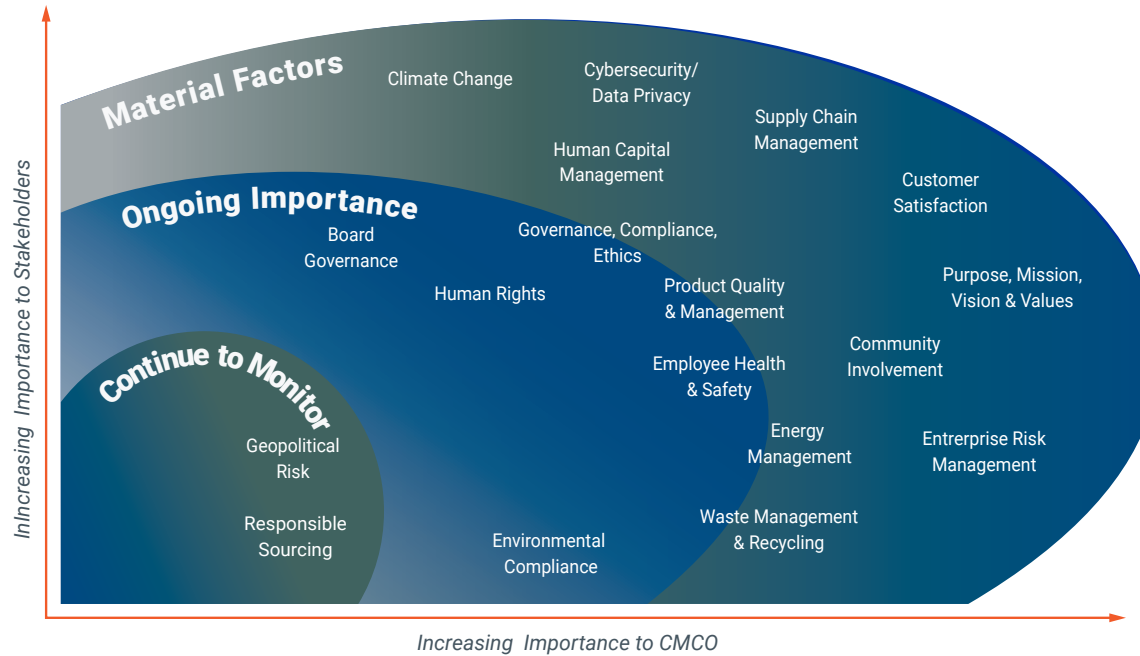 Material Factors
Climate Change
Cybersecurity/
Data Privacy
Supply Chain
Management
Human Capital
Management
Customer
Satisfaction
Ongoing Importance
Board
Governance
Governance, Compliance,
Ethics
Human Rights
Product Quality
& Management
Purpose, Mission,
Vision & Values
Community
Involvement
Employee Health
& Safety
Continue to Monitor
Geopolitical
Risk
Energy
Management
Entrerprise Risk
Management
Responsible
Sourcing
Environmental
Compliance
Waste Management
& Recycling
InIncreasing Importance to Stakeholders
Increasing Importance to CMCO